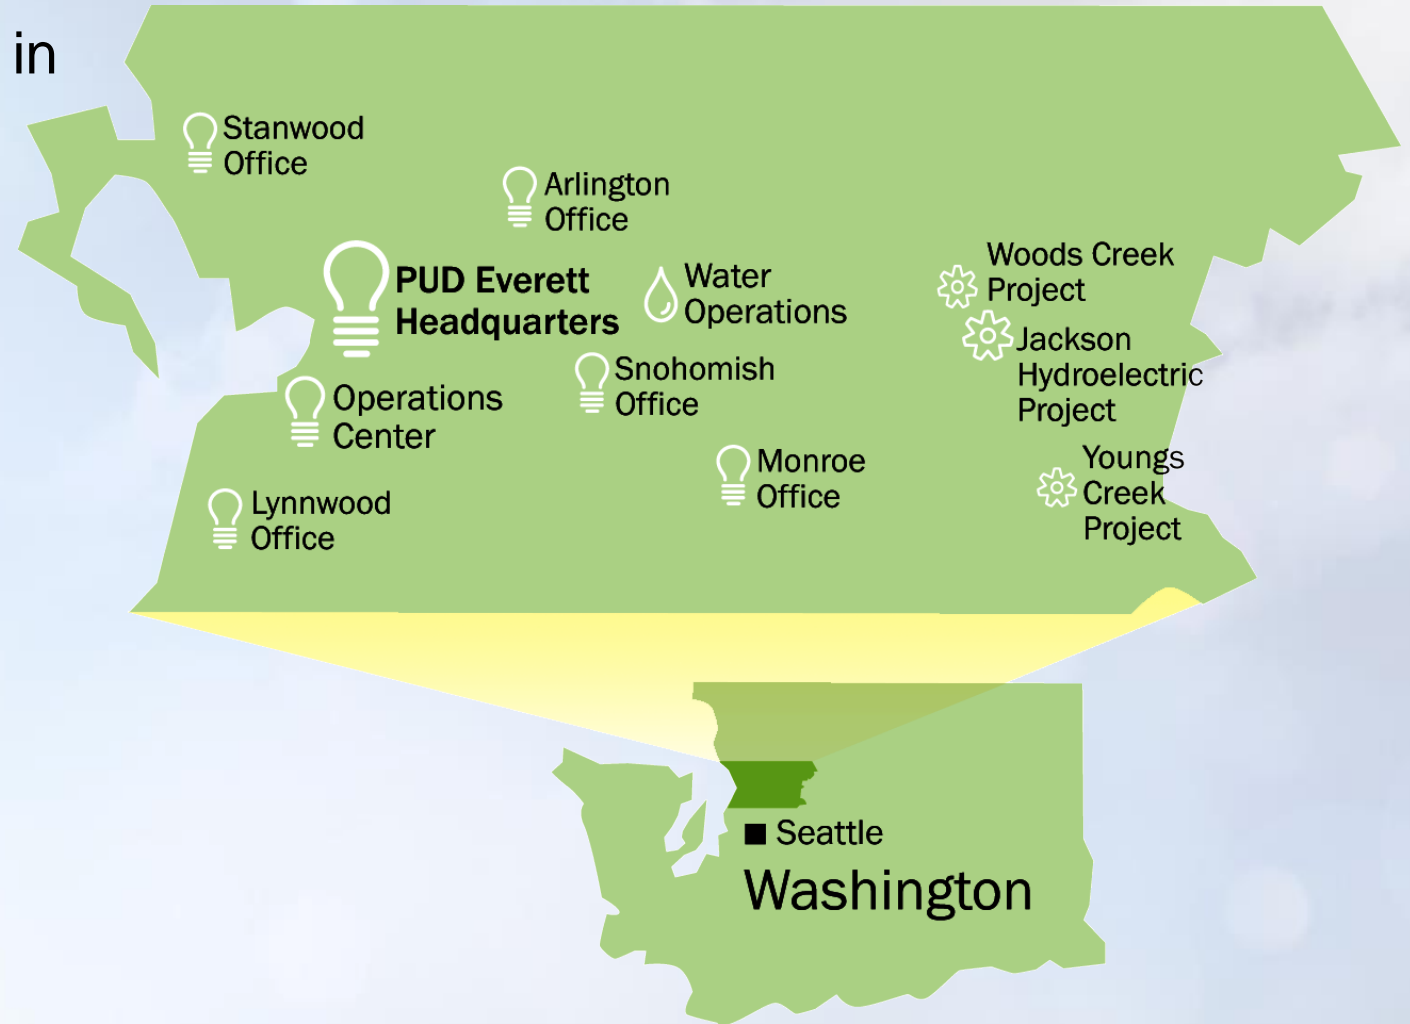 in
Stanwood
Office
Arlington
Office
PUD Everett
Headquarters
Water
Operations
Woods Creek
Project
Jackson
Hydroelectric
Project
Snohomish
Office
Operations
Center
Monroe
Office
Youngs
Creek
Project
Lynnwood
Office
Seattle
Washington